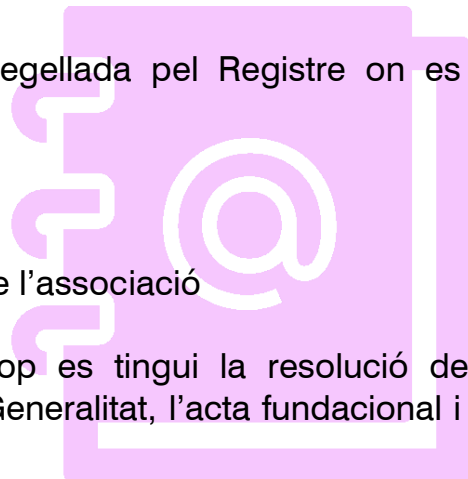 egellada pel Registre on es
e l’associació
op es tingui la resolució de
Generalitat, l’acta fundacional i